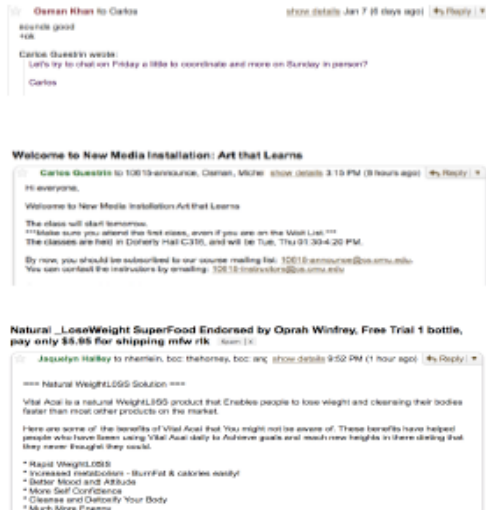 Osman Khan to Carlos show details Jan 7 (6 days ago) Reply
sounds good
+ok
Carlos Guestrin wrote:
Let's try to chat on Friday a little to coordinate and more on Sunday in person?
Carlos
Welcome to New Media Installation: Art that Learns
Carlos Guestrin to 10615-announce, Osman, Michel show details 3:15 PM (8 hours ago) Reply
Hi everyone,
Welcome to New Media Installation:Art that Learns
The class will start tomorrow.
***Make sure you attend the first class, even if you are on the Wait List.***
The classes are held in Doherty Hall C316, and will be Tue, Thu 01:30-4:20 PM.
By now, you should be subscribed to our course mailing list: 10615-announce@cs.cmu.edu.
You can contact the instructors by emailing: 10615-instructors@cs.cmu.edu
Natural _LoseWeight SuperFood Endorsed by Oprah Winfrey, Free Trial 1 bottle,
pay only $5.95 for shipping mfw rlk Spam | X
Jaquelyn Halley to nherrlein, bcc: thehorney, bcc: ang show details 9:52 PM (1 hour ago) Reply
=== Natural WeightL0SS Solution ===
Vital Acai is a natural WeightL0SS product that Enables people to lose wieght and cleansing their bodies
faster than most other products on the market.
Here are some of the benefits of Vital Acai that You might not be aware of. These benefits have helped
people who have been using Vital Acai daily to Achieve goals and reach new heights in there dieting that
they never thought they could.
* Rapid WeightL0SS
* Increased metabolism - BurnFat & calories easily!
* Better Mood and Attitude
* More Self Confidence
* Cleanse and Detoxify Your Body
* Much More Energy